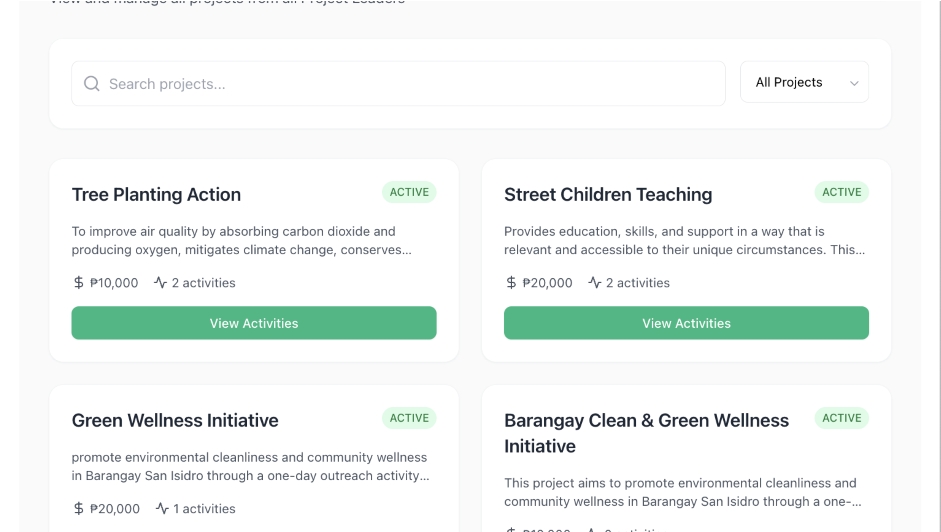 View and manage all projects from all Project Leaders
Search projects...
All Projects
Tree Planting Action
ACTIVE
To improve air quality by absorbing carbon dioxide and
producing oxygen, mitigates climate change, conserves...
$ ₱10,000 2 activities
View Activities
Street Children Teaching
ACTIVE
Provides education, skills, and support in a way that is
relevant and accessible to their unique circumstances. This...
$ ₱20,000 2 activities
View Activities
Green Wellness Initiative
ACTIVE
promote environmental cleanliness and community wellness
in Barangay San Isidro through a one-day outreach activity...
$ ₱20,000 1 activities
Barangay Clean & Green Wellness
Initiative
ACTIVE
This project aims to promote environmental cleanliness and
community wellness in Barangay San Isidro through a one-...